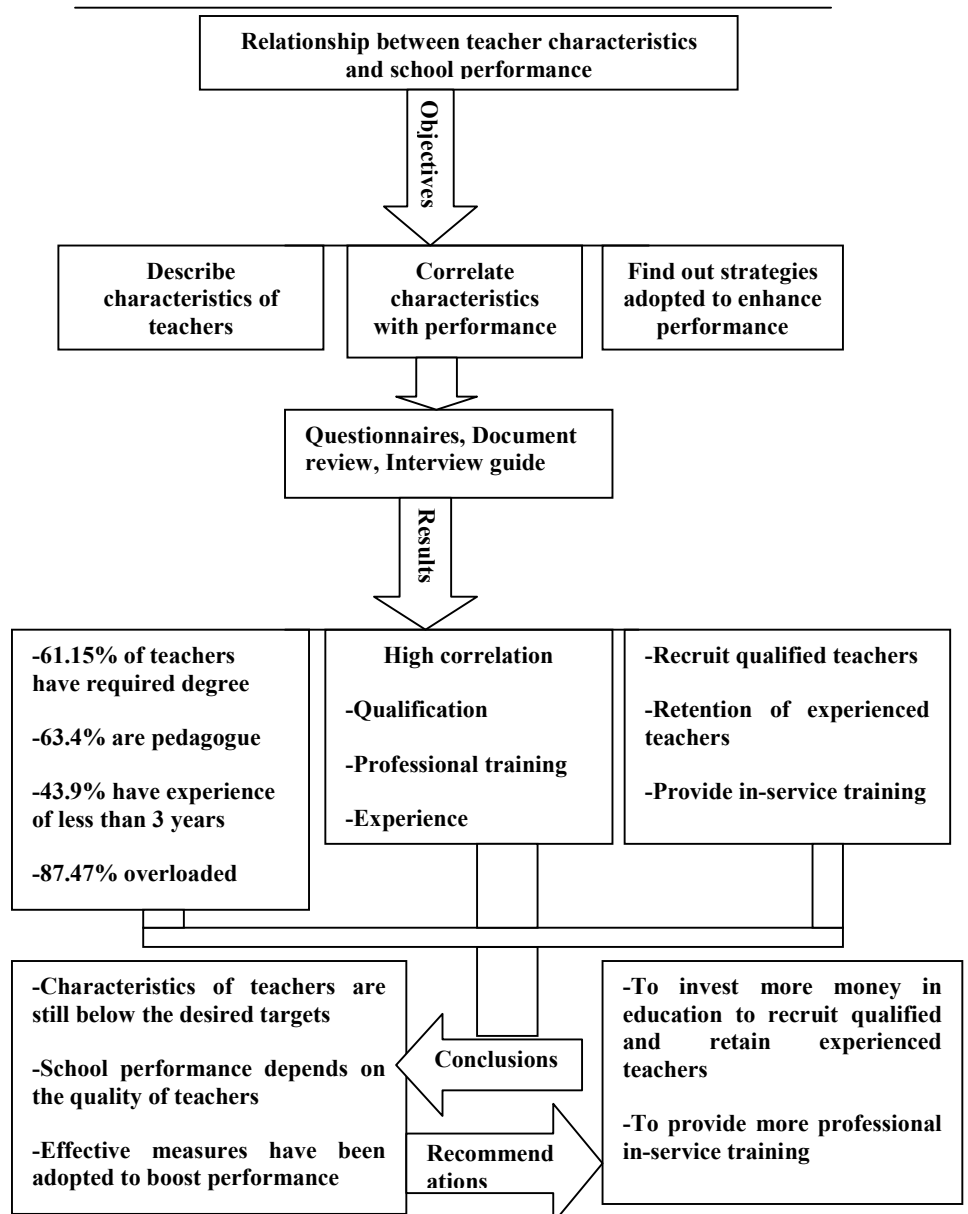 Relationship between teacher characteristics
and school performance
Objectives
Describe
characteristics of
teachers
Correlate
characteristics
with performance
Find out strategies
adopted to enhance
performance
Questionnaires, Document
review, Interview guide
Results
-61.15% of teachers
have required degree
-63.4% are pedagogue
-43.9% have experience
of less than 3 years
-87.47% overloaded
High correlation
-Qualification
-Professional training
-Experience
-Recruit qualified teachers
-Retention of experienced
teachers
-Provide in-service training
-Characteristics of teachers are
still below the desired targets
-School performance depends on
the quality of teachers
-Effective measures have been
adopted to boost performance
Conclusions
Recommend
ations
-To invest more money in
education to recruit qualified
and retain experienced
teachers
-To provide more professional
in-service training